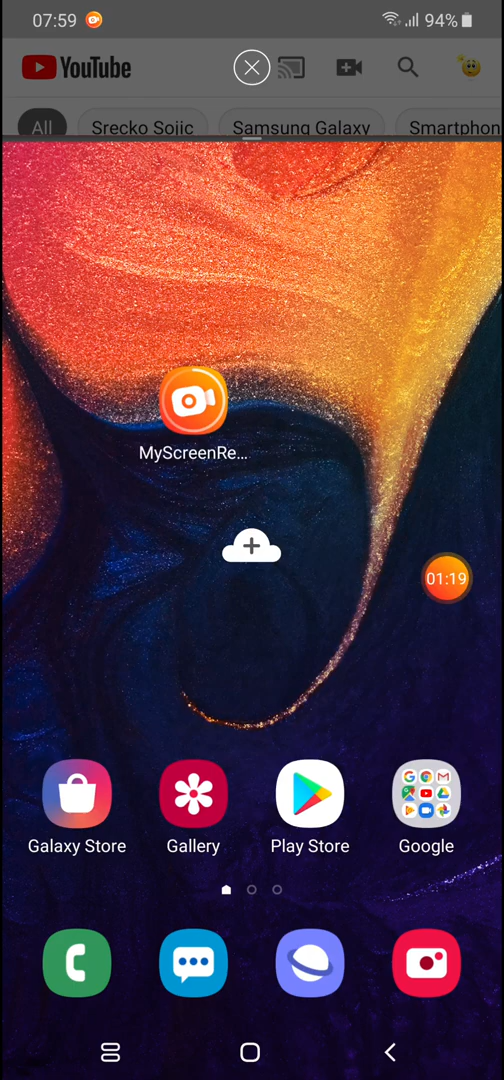 07:59 94%
YouTube
All Srecko Sojic Samsung Galaxy Smartphon
MyScreenRe...
01:19
Galaxy Store Gallery Play Store Google